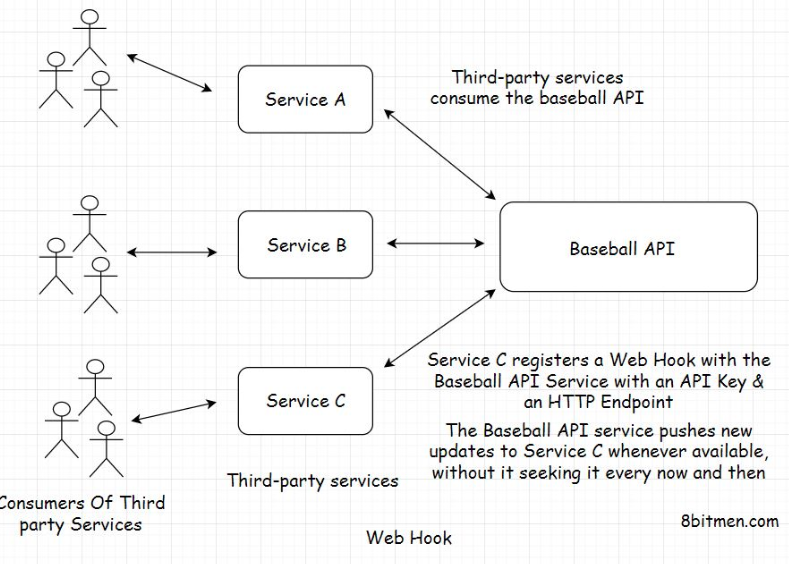 Third-party services
consume the baseball API
Service A
Service B
Baseball API
Service C
Service C registers a Web Hook with the
Baseball API Service with an API Key &
an HTTP Endpoint
The Baseball API service pushes new
updates to Service C whenever available,
without it seeking it every now and then
Third-party services
Consumers Of Third
party Services
8bitmen.com
Web Hook